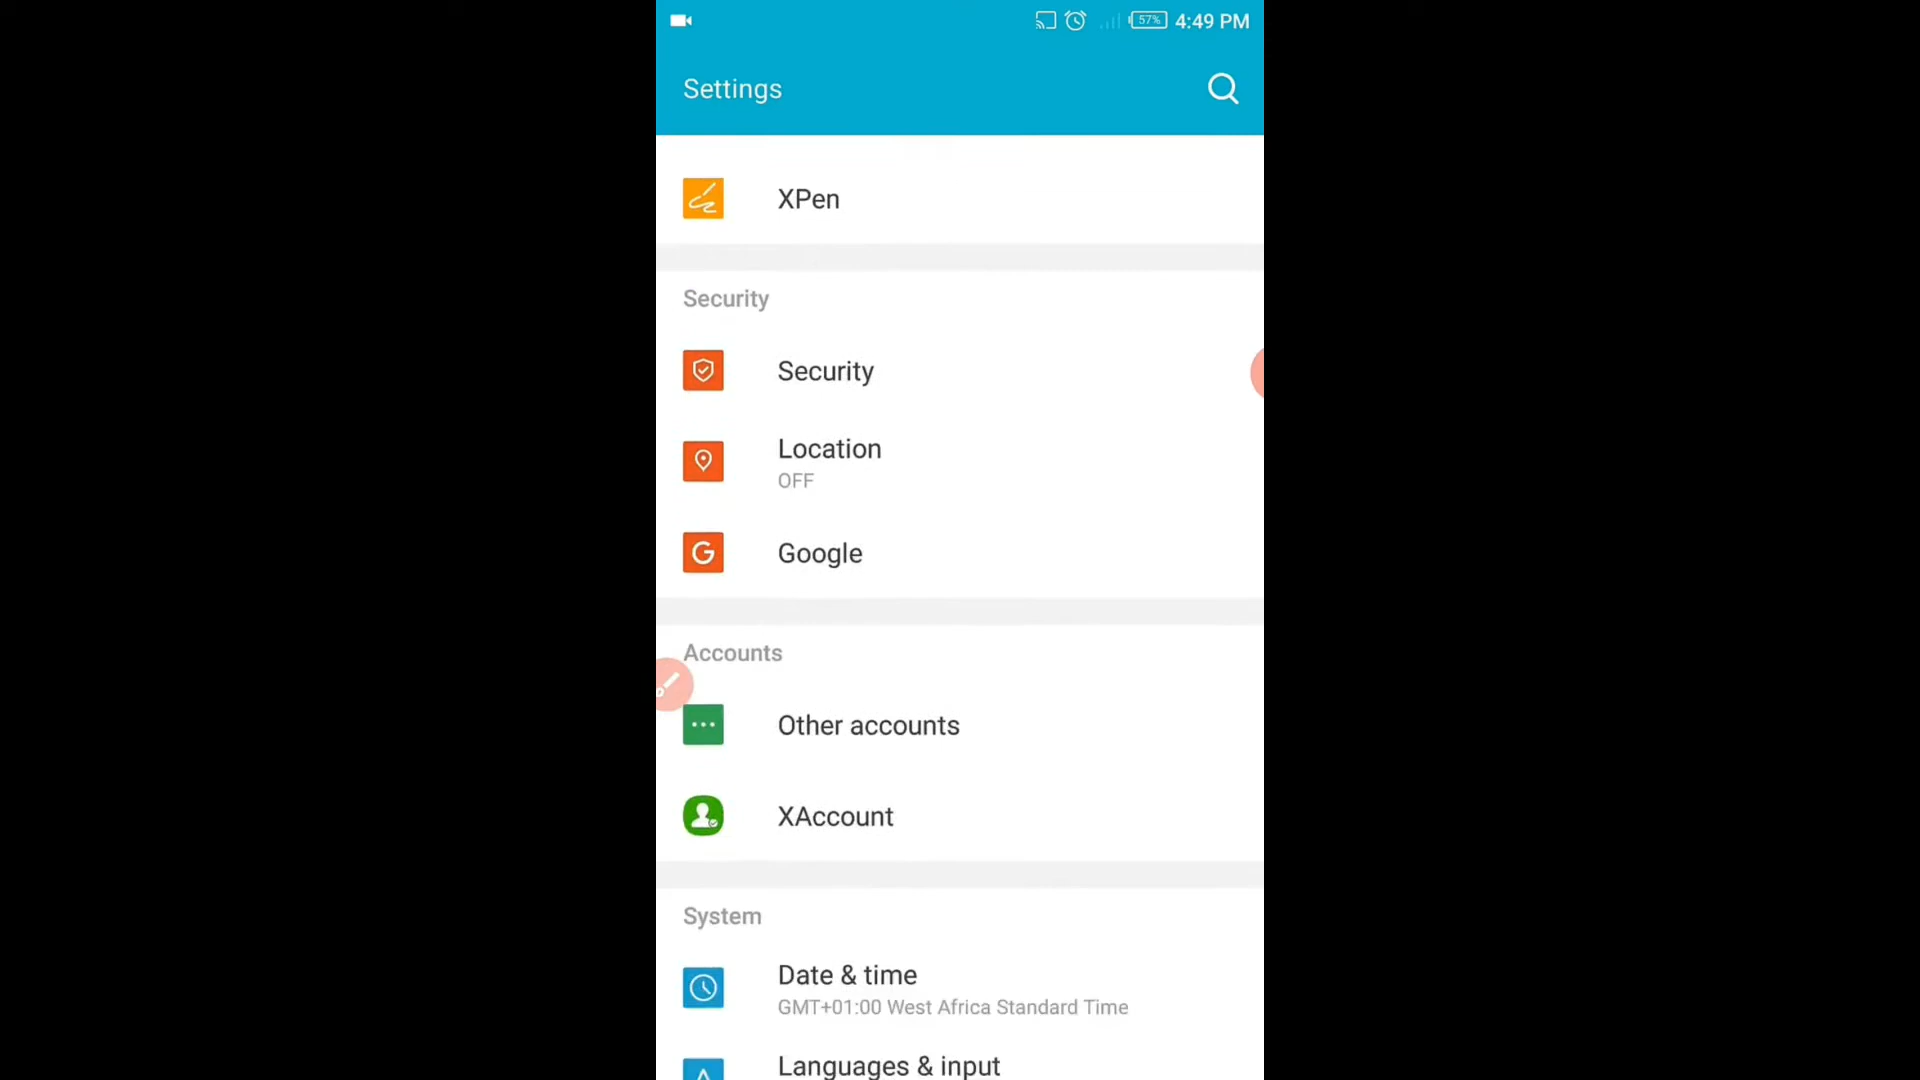 57% 4:49 PM
Settings
XPen
Security
Security
Location
OFF
Google
Accounts
Other accounts
XAccount
System
Date & time
GMT+01:00 West Africa Standard Time
Languages & input